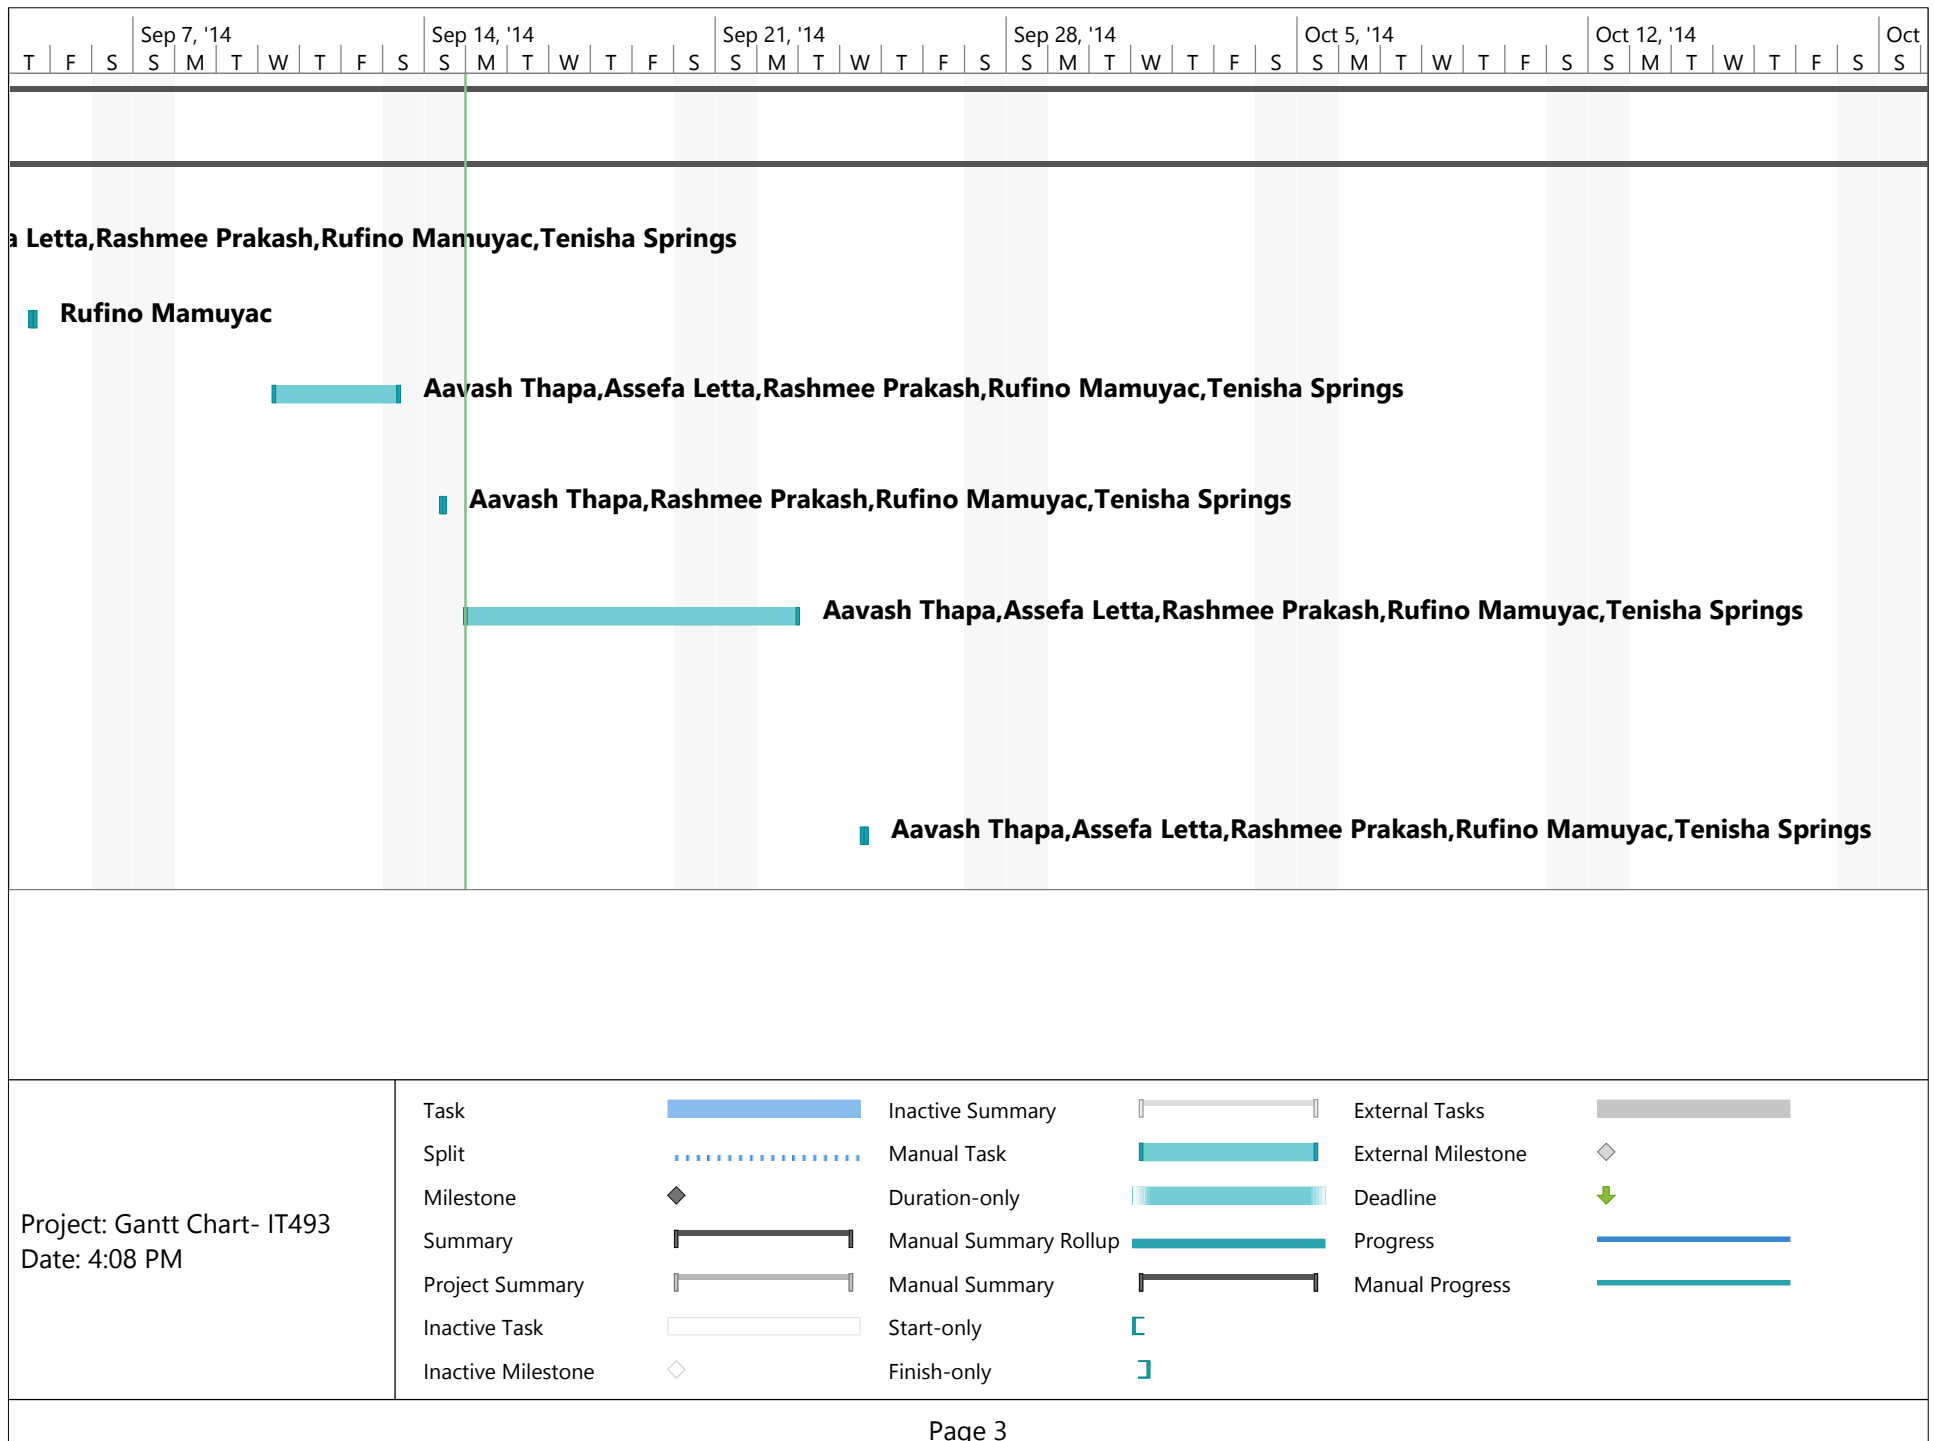 Sep 7, '14 Sep 14, '14 Sep 21, '14 Sep 28, '14 Oct 5, '14 Oct 12, '14 Oct
T F S S M T W T F S S M T W T F S S M T W T F S S M T W T F S S M T W T F S S M T W T F S S
a Letta,Rashmee Prakash,Rufino Mamuyac,Tenisha Springs
Rufino Mamuyac
Aavash Thapa,Assefa Letta,Rashmee Prakash,Rufino Mamuyac,Tenisha Springs
Aavash Thapa,Rashmee Prakash,Rufino Mamuyac,Tenisha Springs
Aavash Thapa,Assefa Letta,Rashmee Prakash,Rufino Mamuyac,Tenisha Springs
Aavash Thapa,Assefa Letta,Rashmee Prakash,Rufino Mamuyac,Tenisha Springs
Project: Gantt Chart- IT493
Date: 4:08 PM
Task
Split
Milestone
Summary
Project Summary
Inactive Task
Inactive Milestone
Inactive Summary
Manual Task
Duration-only
Manual Summary Rollup
Manual Summary
Start-only
Finish-only
External Tasks
External Milestone
Deadline
Progress
Manual Progress
Page 3